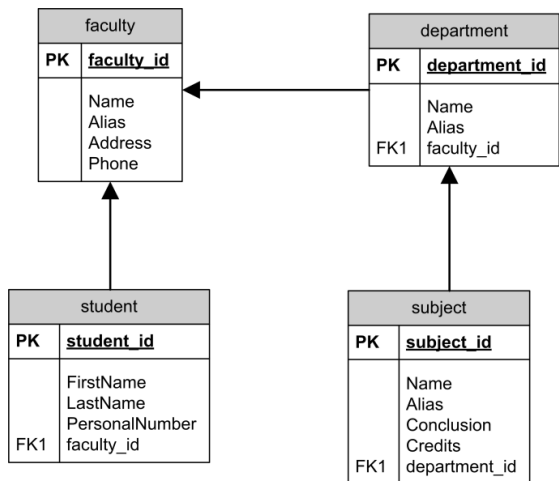 faculty
PK faculty_id
Name
Alias
Address
Phone
department
PK department_id
Name
Alias
FK1 faculty_id
student
PK student_id
FirstName
LastName
PersonalNumber
FK1 faculty_id
subject
PK subject_id
Name
Alias
Conclusion
Credits
FK1 department_id